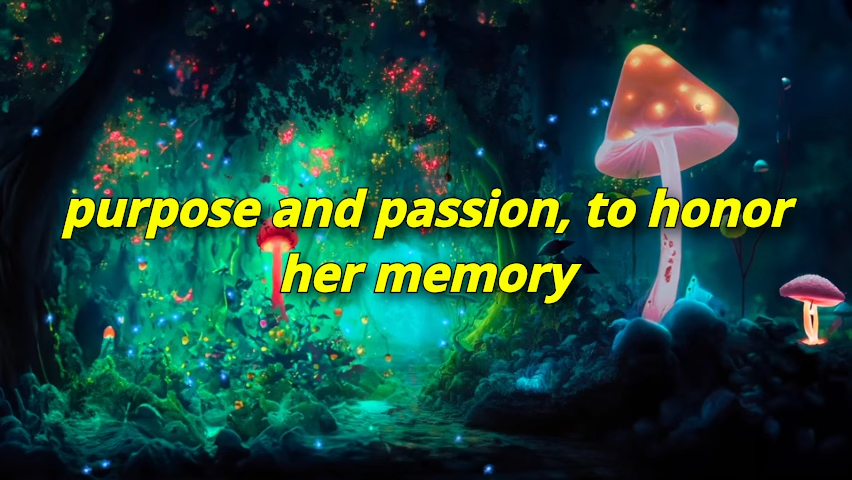 purpose and passion, to honor
her memory